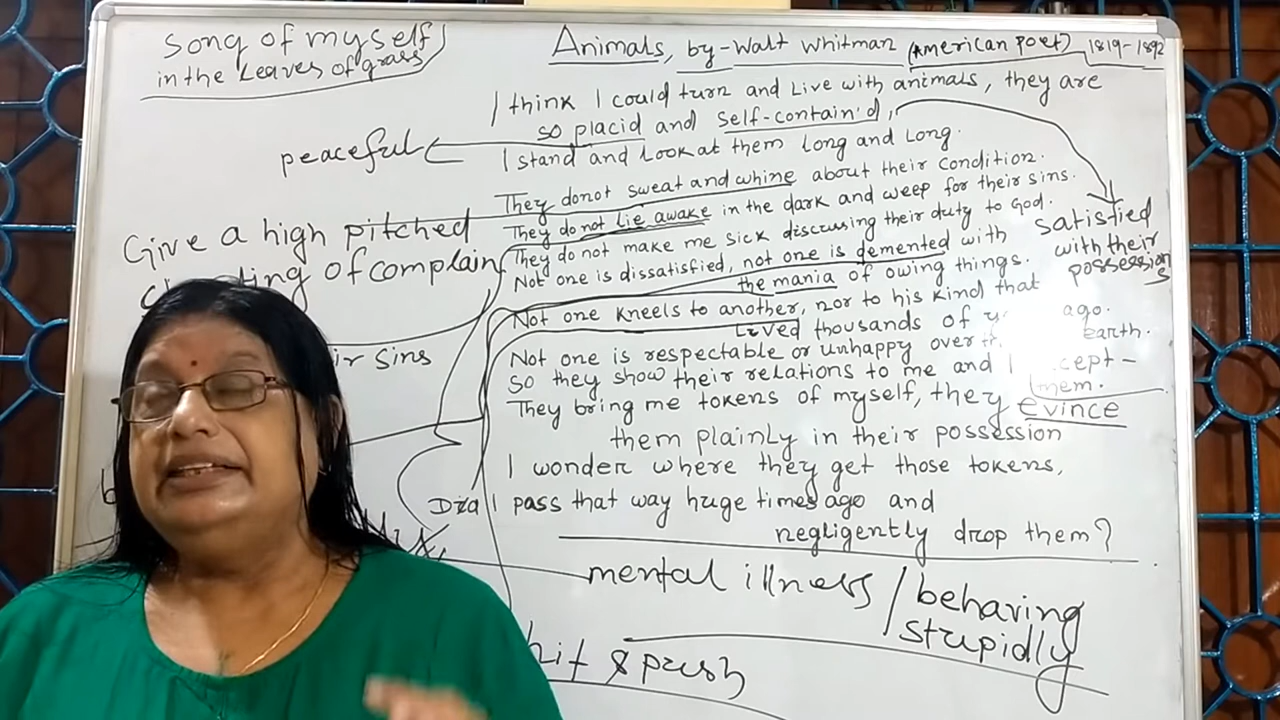 Song of myself
in the Leaves of grass
Animals, by-Walt Whitman (American Poet) 1819-1892
I think I could turn and Live with animals, they are
so placid and self-contain'd,
peaceful
I stand and Look at them Long and Long.
They donot sweat and whine about their condition.
They do not Lie awake in the dark and weep for their sins.
They do not make me sick discussing their duty to God.
Not one is dissatisfied, not one is demented with
the mania of owing things.
satisfied
with their
possessions
Give a high pitched
of complain
Not one kneels to another, nor to his kind that
Lived thousands of ago.
Not one is respectable or unhappy over earth.
ir sins
So they show their relations to me and I cept-
them.
They bring me tokens of myself, they evince
them plainly in their possession
I wonder where they get those tokens,
Did I pass that way huge times ago and
negligently drop them?
mental illness / behaving
stupidly
hit & push